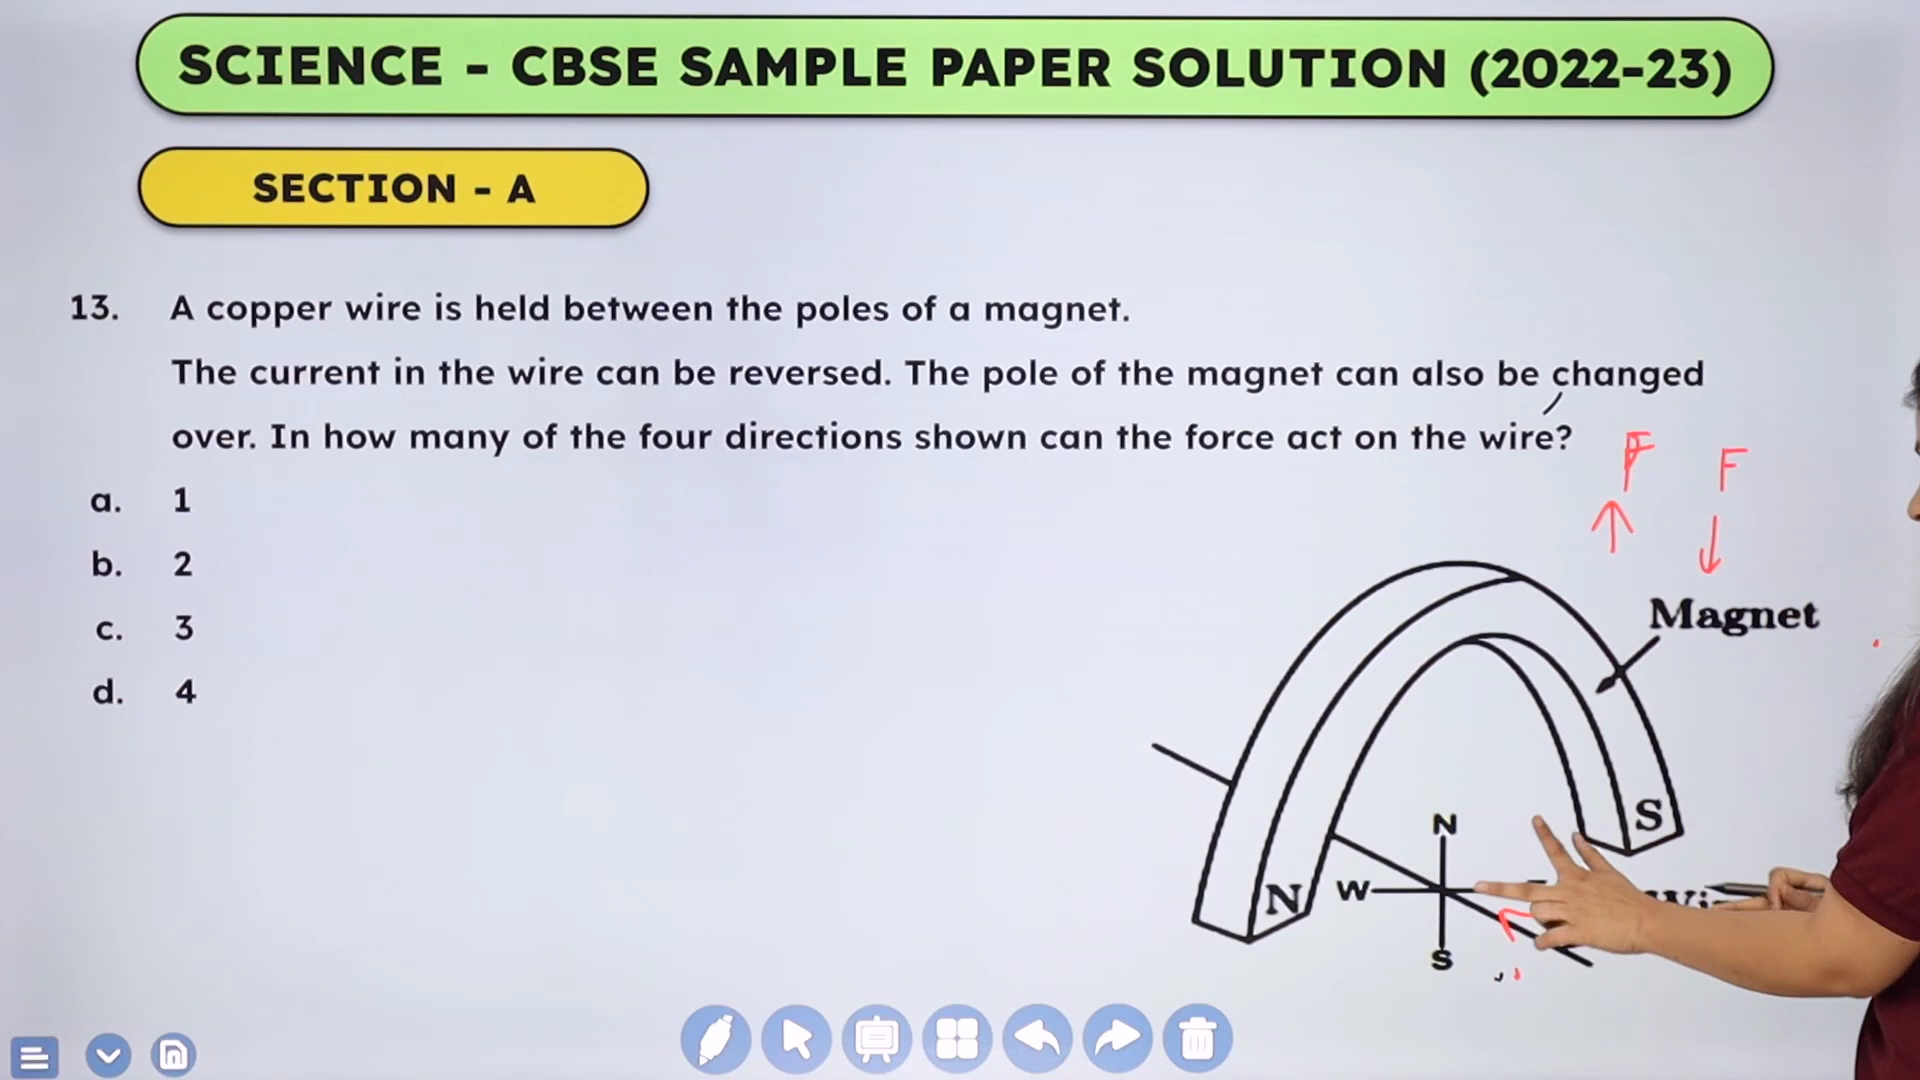 SCIENCE - CBSE SAMPLE PAPER SOLUTION (2022-23)
SECTION - A
13. A copper wire is held between the poles of a magnet.
The current in the wire can be reversed. The pole of the magnet can also be changed
over. In how many of the four directions shown can the force act on the wire?
a. 1
b. 2
c. 3
d. 4
F F
Magnet
N
S
N
W
S